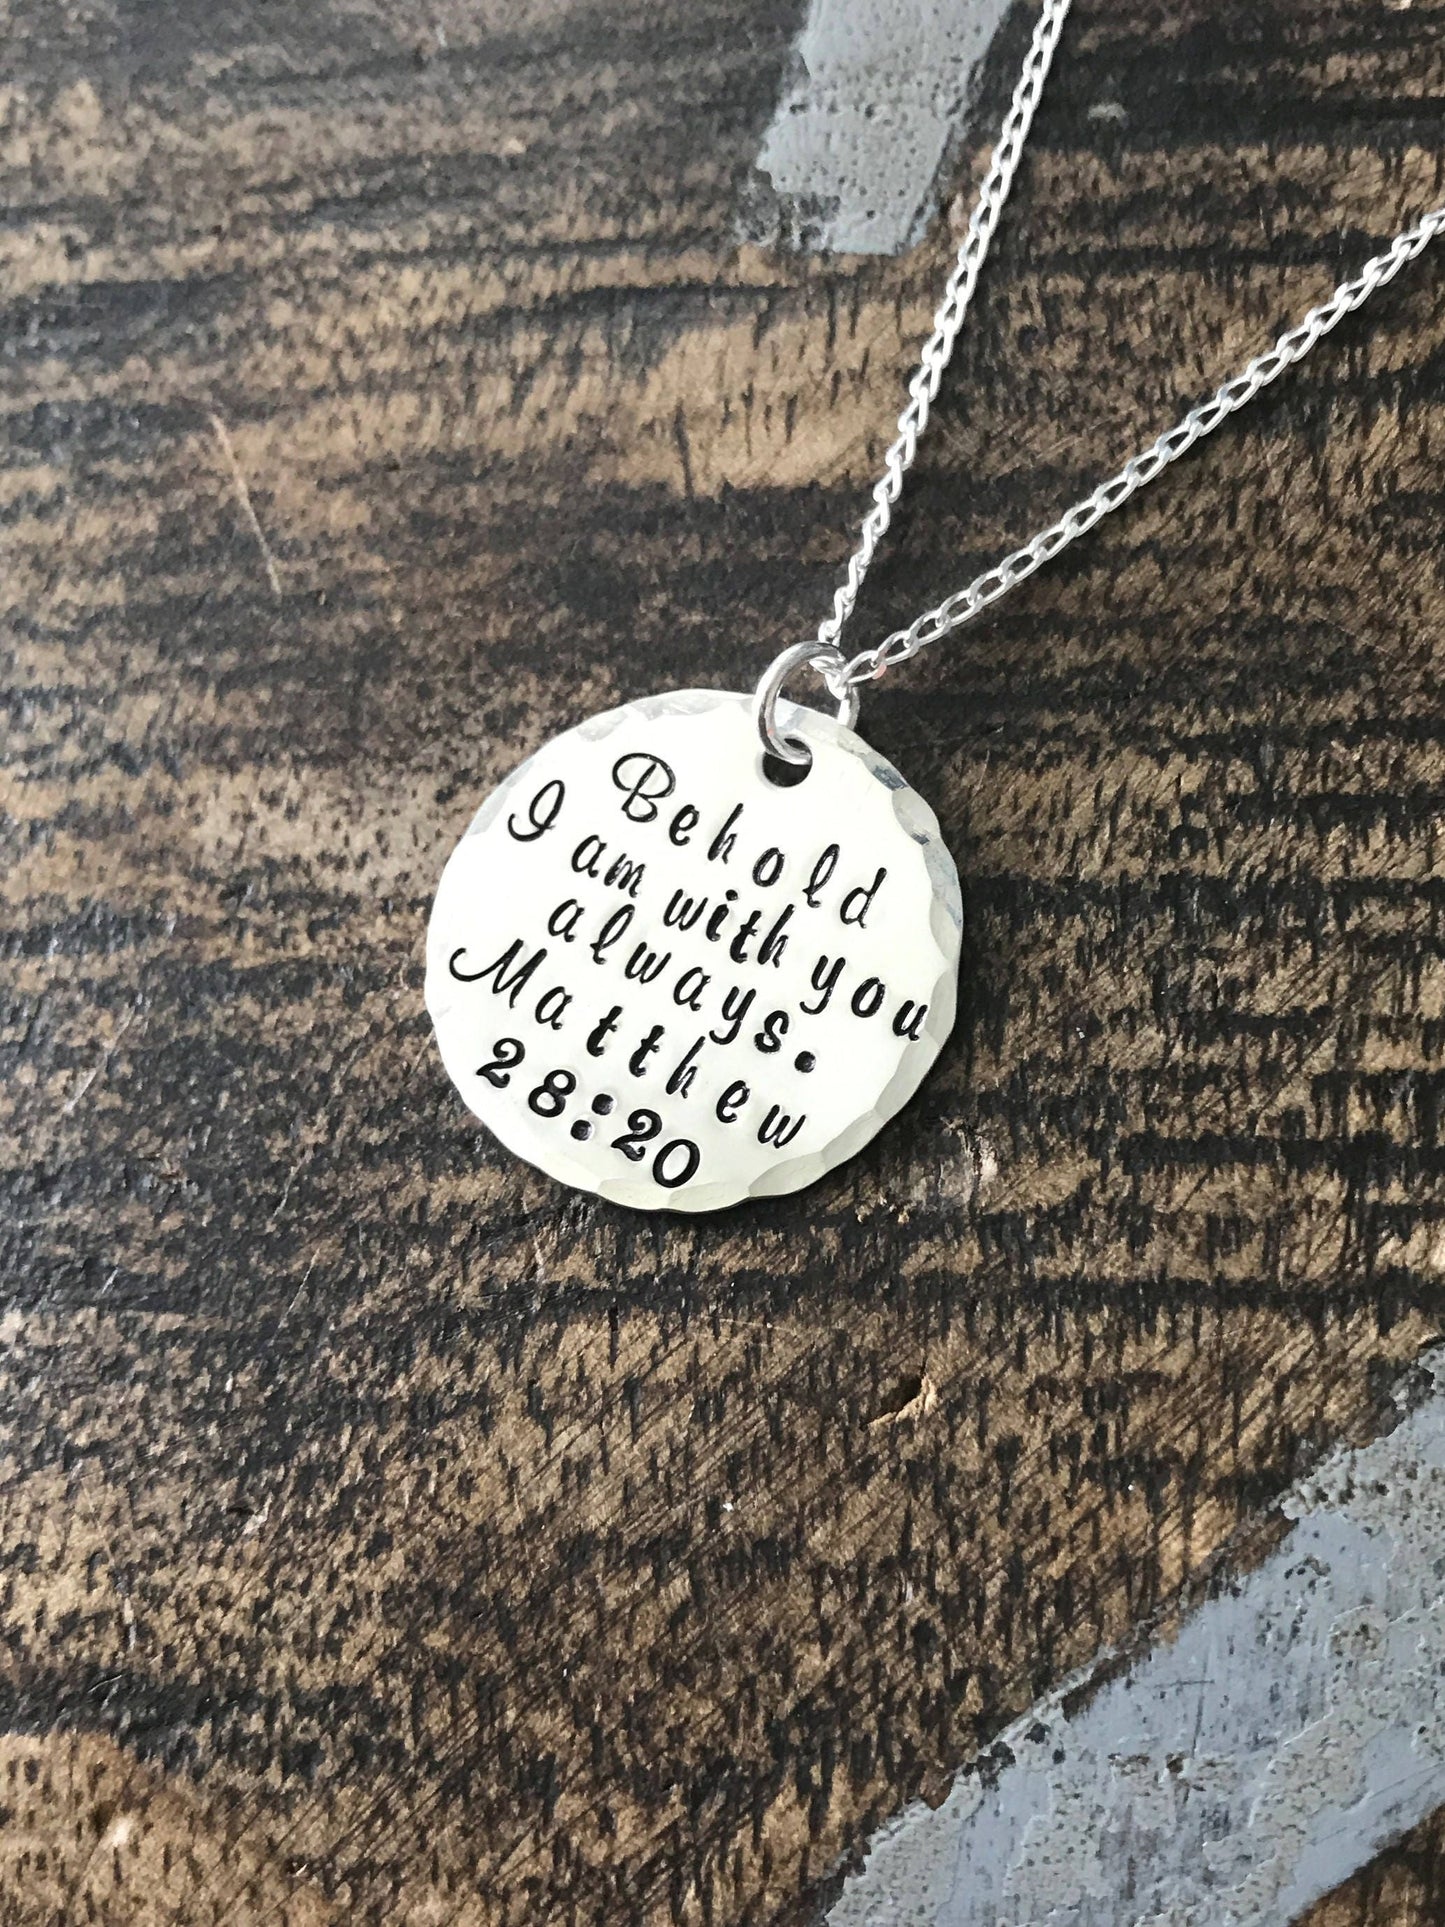 Behold
I am with you
always.
Matthew
28:20